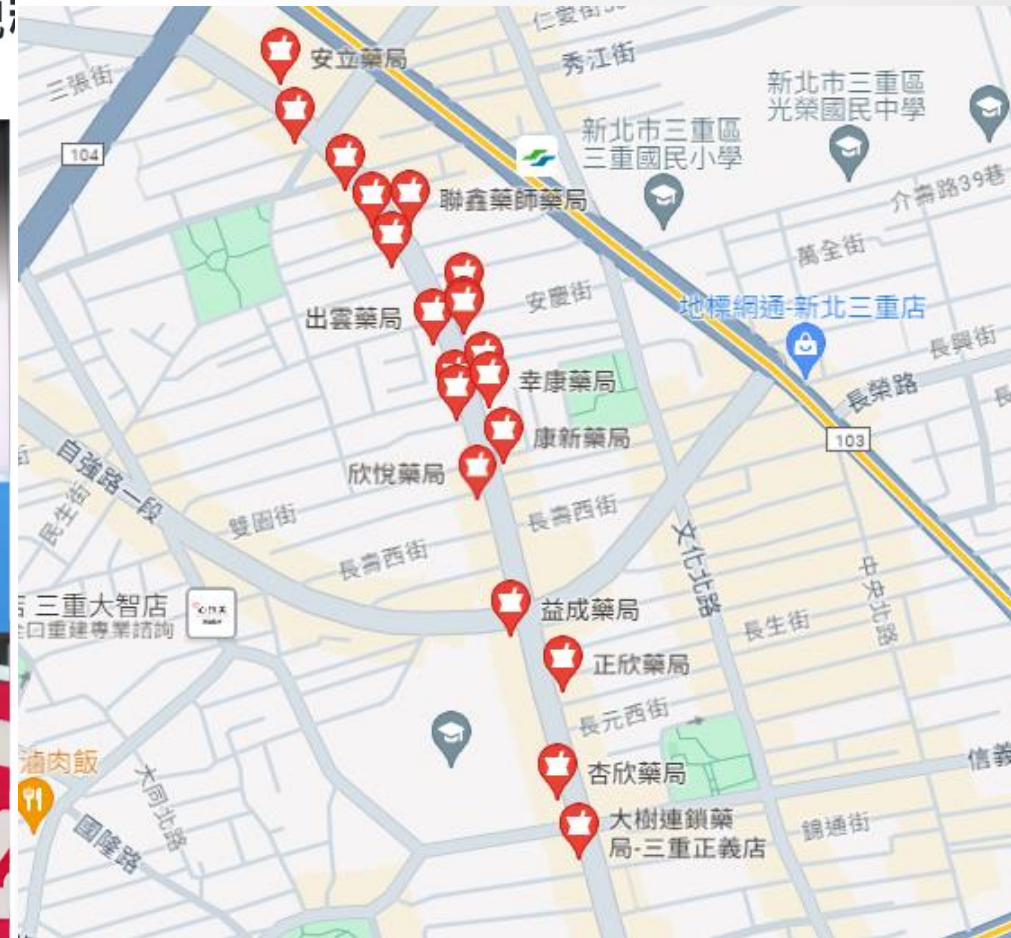 安立藥局
秀江街
三張街
新北市三重區
光榮國民中學
104
新北市三重區
三重國民小學
聯鑫藥師藥局
介壽路39巷
萬全街
安慶街
出雲藥局
地標網通-新北三重店
長興街
幸康藥局
長榮路
103
康新藥局
欣悅藥局
自強路一段
民生街
雙園街
長壽西街
長壽西街
文化北路
中央北路
三重大智店
全口重建專業諮詢
益成藥局
長生街
正欣藥局
長元西街
滷肉飯
大同北路
杏欣藥局
信義
國隆路
大樹連鎖藥
局-三重正義店
錦通街